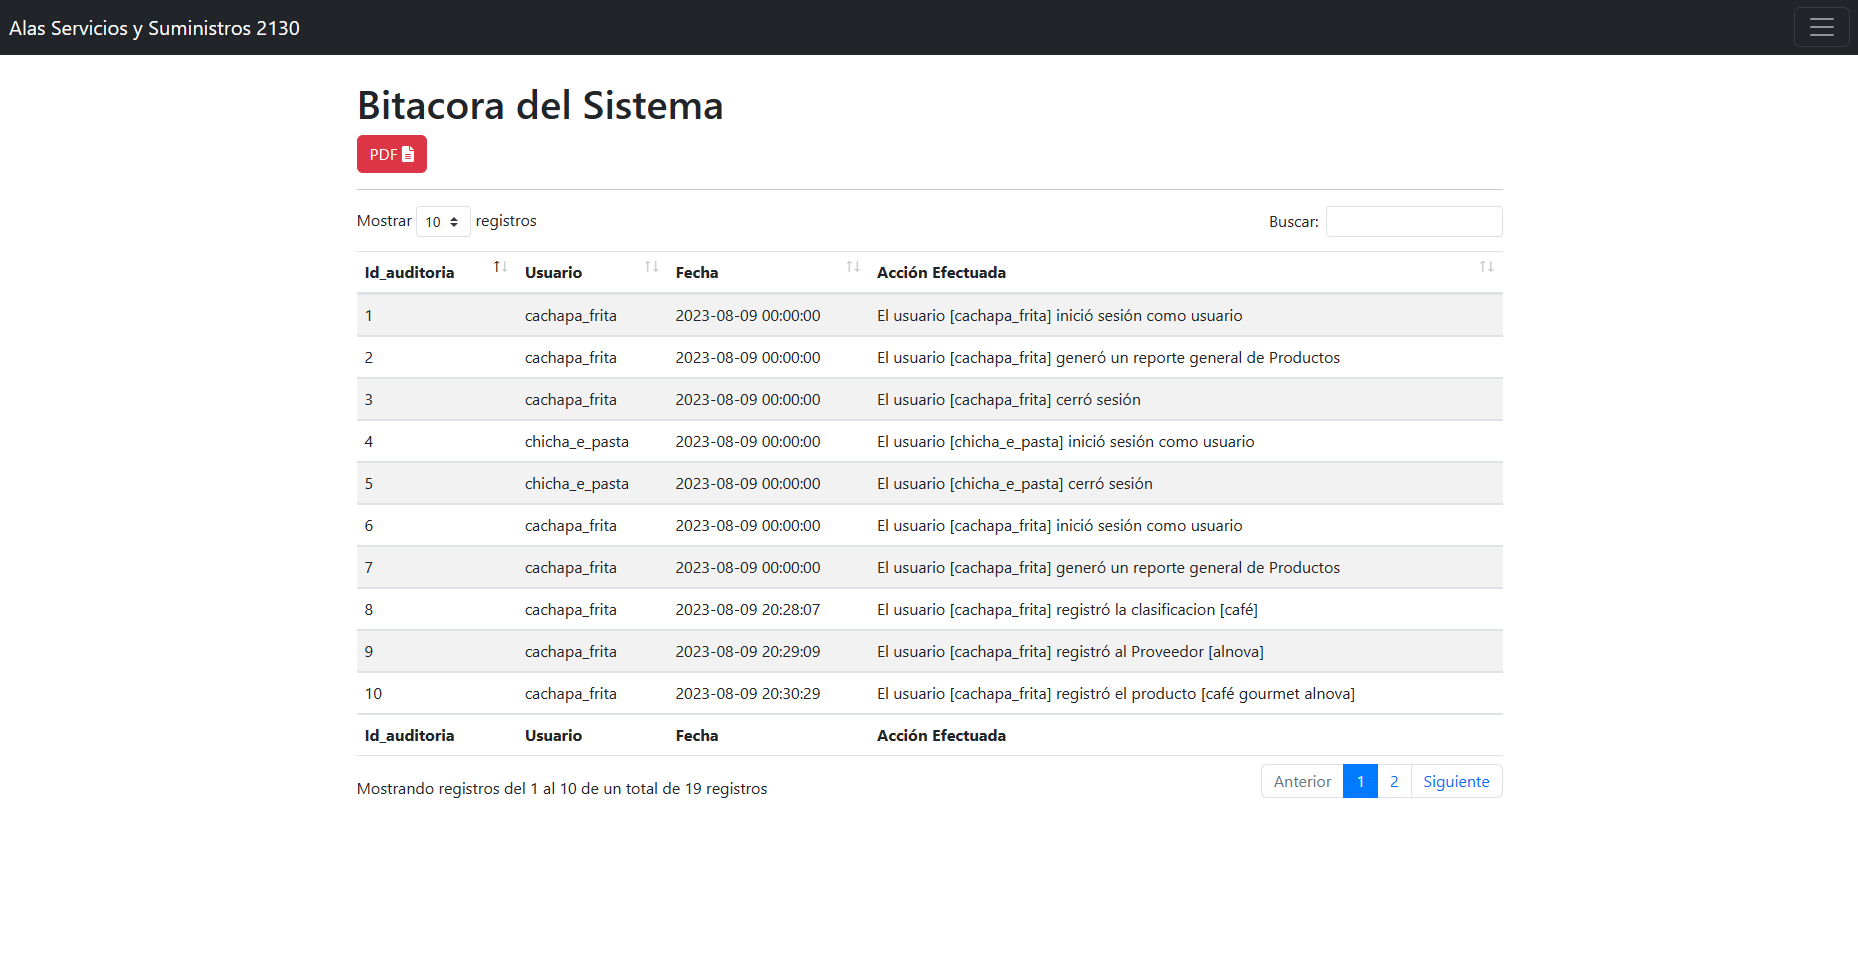 Alas Servicios y Suministros 2130
Bitacora del Sistema
PDF
Mostrar 10 registros Buscar:
Id_auditoria Usuario Fecha Acción Efectuada
1 cachapa_frita 2023-08-09 00:00:00 El usuario [cachapa_frita] inició sesión como usuario
2 cachapa_frita 2023-08-09 00:00:00 El usuario [cachapa_frita] generó un reporte general de Productos
3 cachapa_frita 2023-08-09 00:00:00 El usuario [cachapa_frita] cerró sesión
4 chicha_e_pasta 2023-08-09 00:00:00 El usuario [chicha_e_pasta] inició sesión como usuario
5 chicha_e_pasta 2023-08-09 00:00:00 El usuario [chicha_e_pasta] cerró sesión
6 cachapa_frita 2023-08-09 00:00:00 El usuario [cachapa_frita] inició sesión como usuario
7 cachapa_frita 2023-08-09 00:00:00 El usuario [cachapa_frita] generó un reporte general de Productos
8 cachapa_frita 2023-08-09 20:28:07 El usuario [cachapa_frita] registró la clasificacion [café]
9 cachapa_frita 2023-08-09 20:29:09 El usuario [cachapa_frita] registró al Proveedor [alnova]
10 cachapa_frita 2023-08-09 20:30:29 El usuario [cachapa_frita] registró el producto [café gourmet alnova]
Id_auditoria Usuario Fecha Acción Efectuada
Mostrando registros del 1 al 10 de un total de 19 registros Anterior 1 2 Siguiente